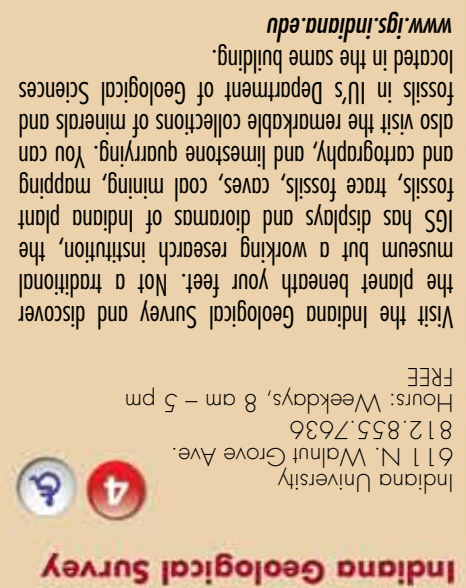 Indiana Geological Survey
4
Indiana University
611 N. Walnut Grove Ave.
812.855.7636
Hours: Weekdays, 8 am – 5 pm
FREE
Visit the Indiana Geological Survey and discover
the planet beneath your feet. Not a traditional
museum but a working research institution, the
IGS has displays and dioramas of Indiana plant
fossils, trace fossils, caves, coal mining, mapping
and cartography, and limestone quarrying. You can
also visit the remarkable collections of minerals and
fossils in IU's Department of Geological Sciences
located in the same building.
www.igs.indiana.edu